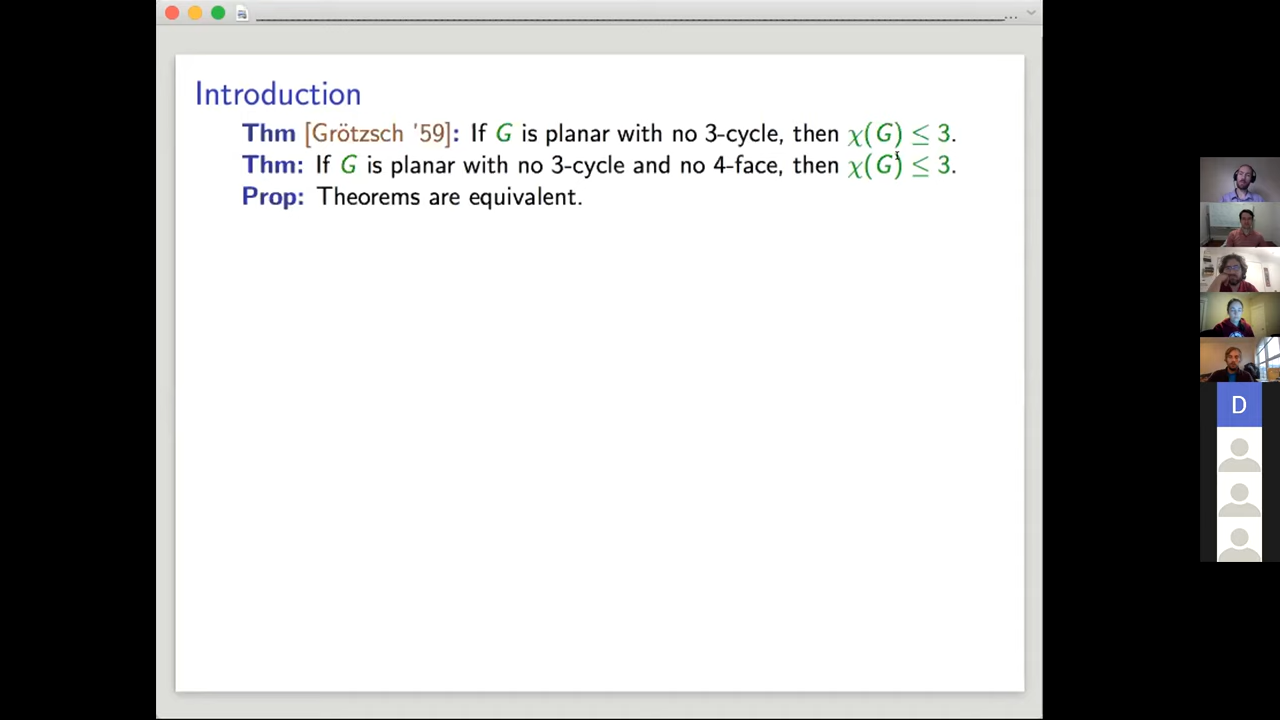 Introduction
Thm [Grötzsch '59]: If G is planar with no 3-cycle, then χ(G) ≤ 3.
Thm: If G is planar with no 3-cycle and no 4-face, then χ(G) ≤ 3.
Prop: Theorems are equivalent.
D